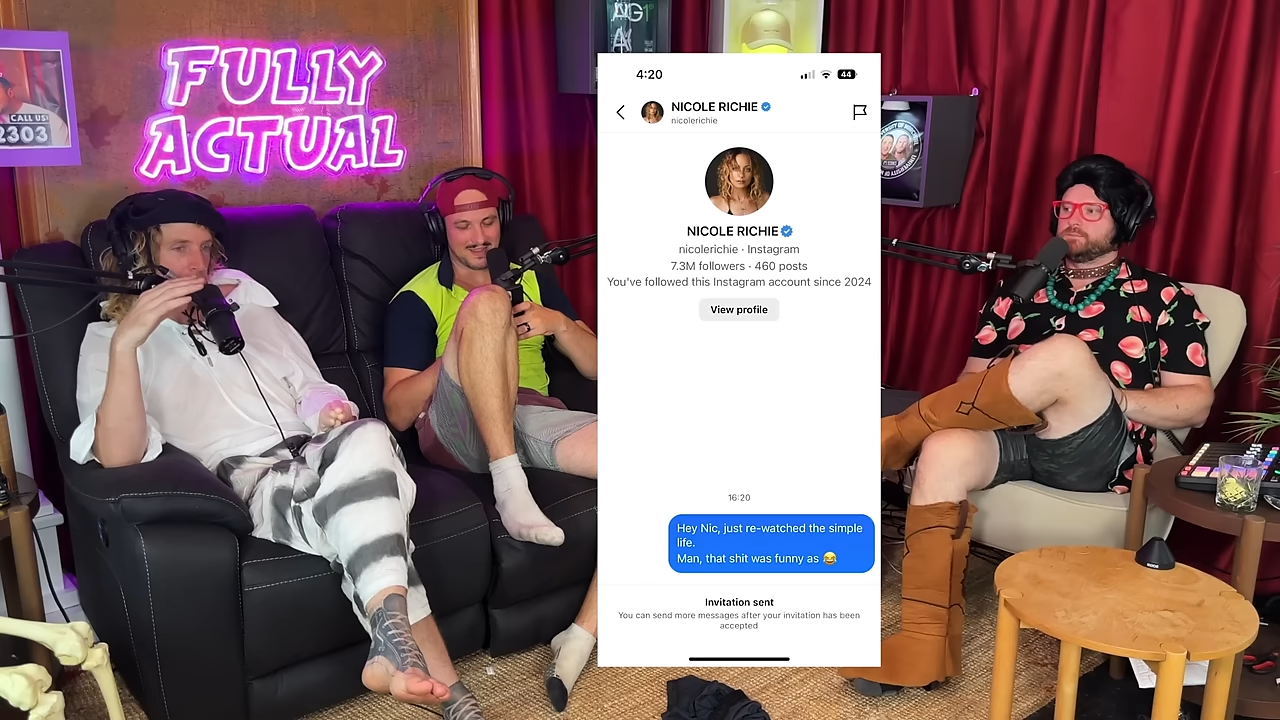 FULLY
ACTUAL
CALL US!
2303
4:20
44
NICOLE RICHIE
nicolerichie
NICOLE RICHIE
nicolerichie · Instagram
7.3M followers · 460 posts
You've followed this Instagram account since 2024
View profile
16:20
Hey Nic, just re-watched the simple
life.
Man, that shit was funny as 😂
Invitation sent
You can send more messages after your invitation has been
accepted